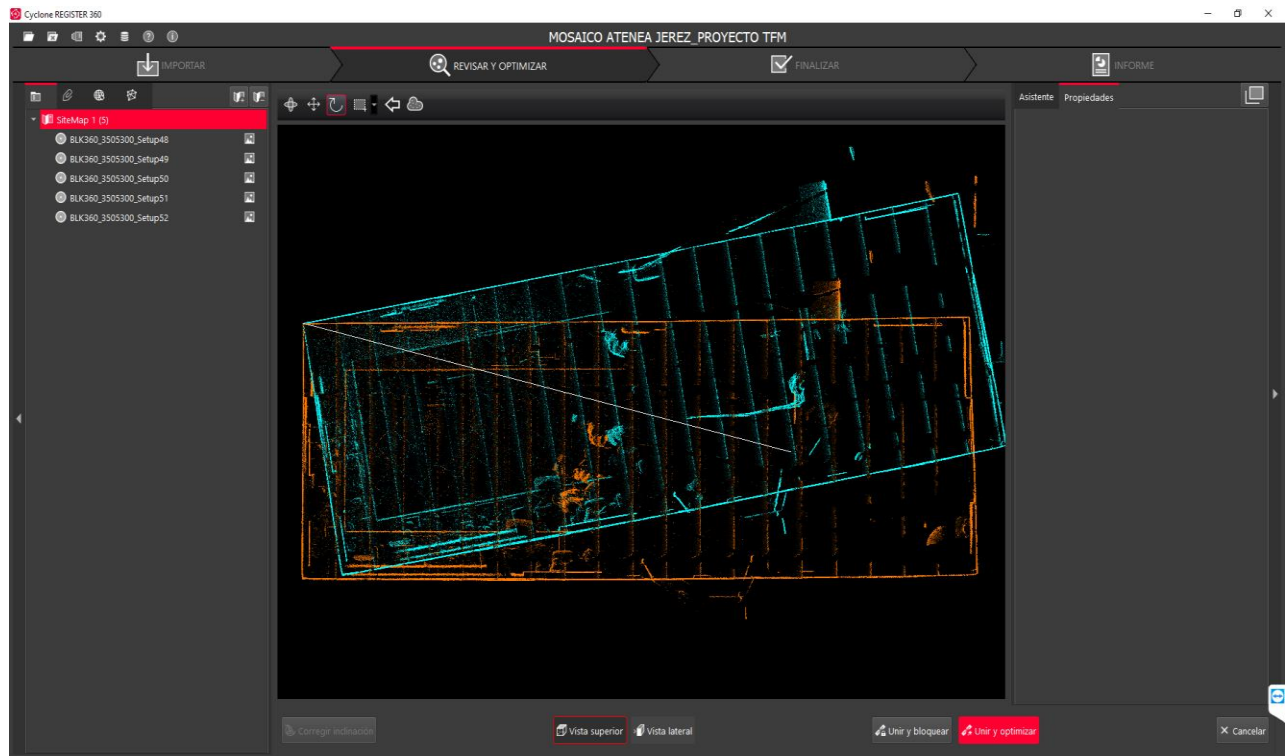 Cyclone REGISTER 360
MOSAICO ATENEA JEREZ_PROYECTO TFM
IMPORTAR
REVISAR Y OPTIMIZAR
FINALIZAR
INFORME
SiteMap 1 (5)
BLK360_3505300_Setup48
BLK360_3505300_Setup49
BLK360_3505300_Setup50
BLK360_3505300_Setup51
BLK360_3505300_Setup52
Asistente Propiedades
Corregir inclinación
Vista superior
Vista lateral
Unir y bloquear
Unir y optimizar
Cancelar